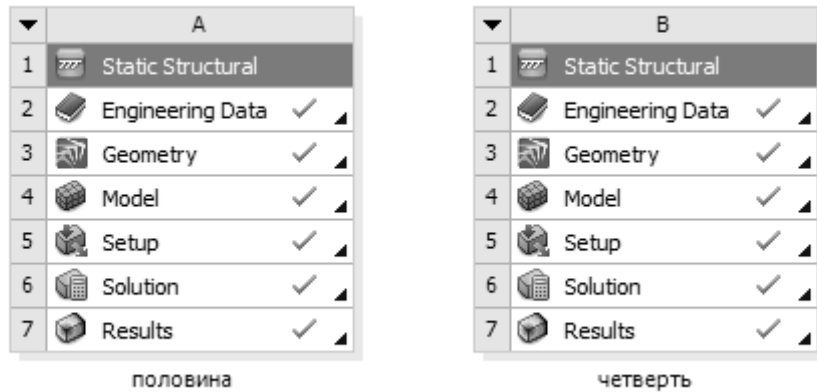 A
1 Static Structural
2 Engineering Data
3 Geometry
4 Model
5 Setup
6 Solution
7 Results
половина
B
1 Static Structural
2 Engineering Data
3 Geometry
4 Model
5 Setup
6 Solution
7 Results
четверть